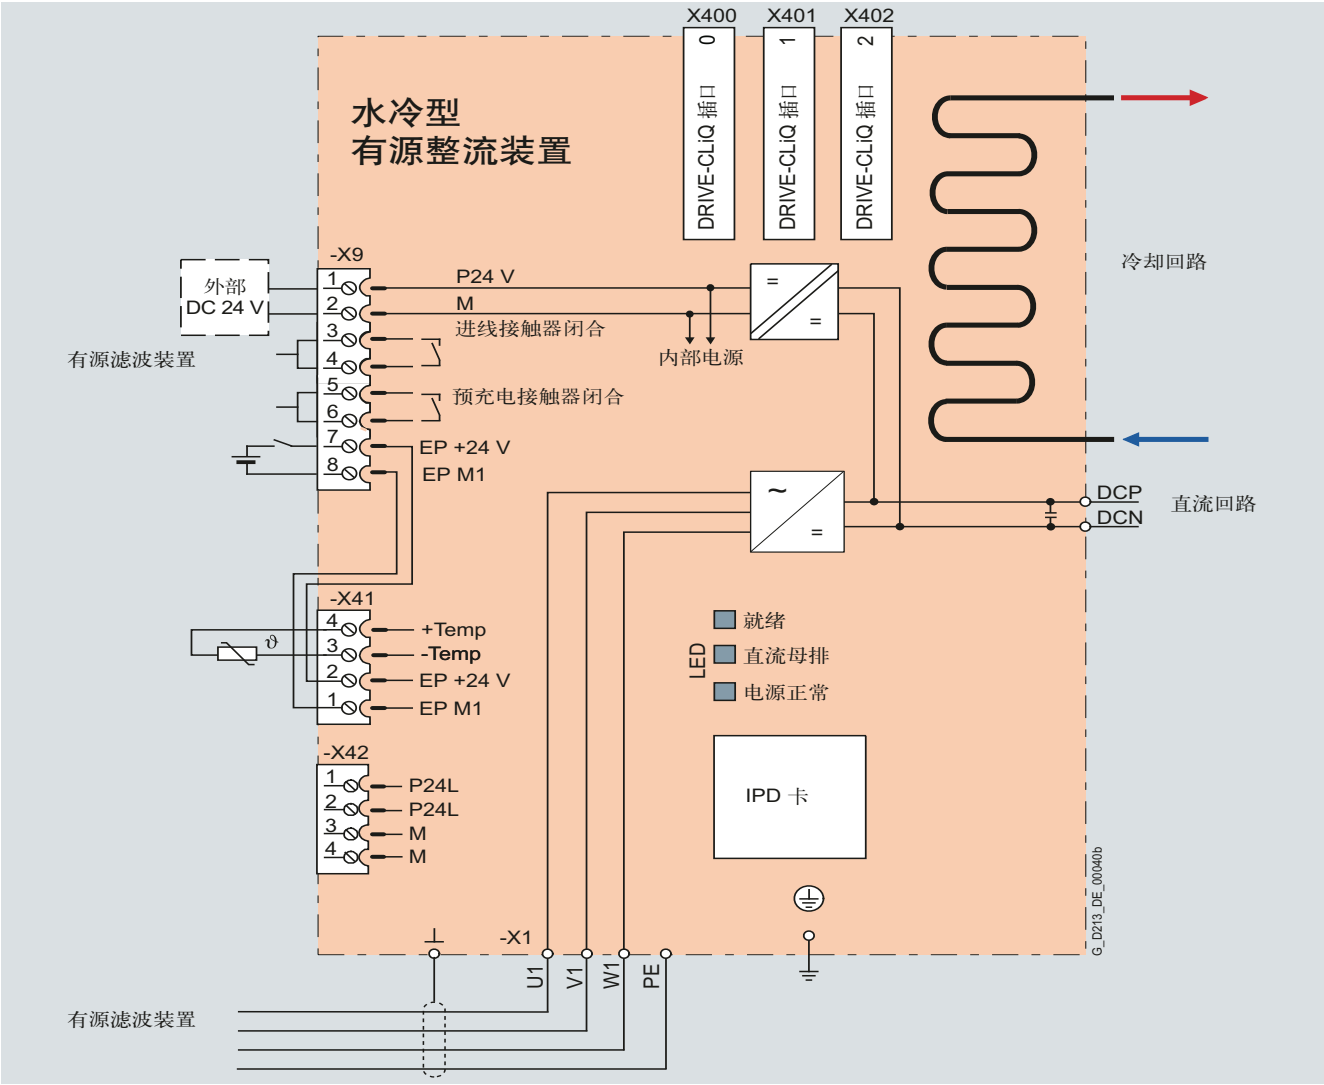 X400 X401 X402
0 1 2
DRIVE-CLiQ 插口
DRIVE-CLiQ 插口
DRIVE-CLiQ 插口
水冷型
有源整流装置
-X9
外部
DC 24 V
1 P24 V
2 M
3 进线接触器闭合
4
5 预充电接触器闭合
6
7 EP +24 V
8 EP M1
有源滤波装置
内部电源
=
=
冷却回路
~
=
DCP
DCN
直流回路
-X41
ϑ
4 +Temp
3 -Temp
2 EP +24 V
1 EP M1
LED
就绪
直流母排
电源正常
-X42
1 P24L
2 P24L
3 M
4 M
IPD 卡
G_D213_DE_00040b
-X1
U1
V1
W1
PE
有源滤波装置